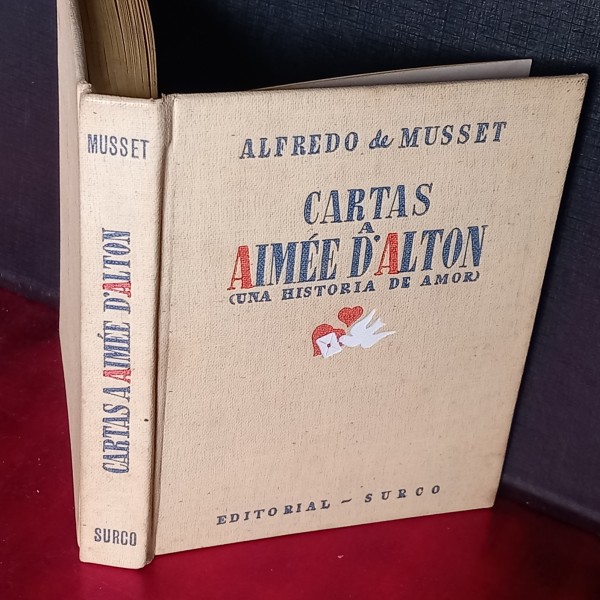 MUSSET
CARTAS A AIMÉE D'ALTON
SURCO
ALFREDO de MUSSET
CARTAS
A
AIMÉE D'ALTON
(UNA HISTORIA DE AMOR)
EDITORIAL - SURCO